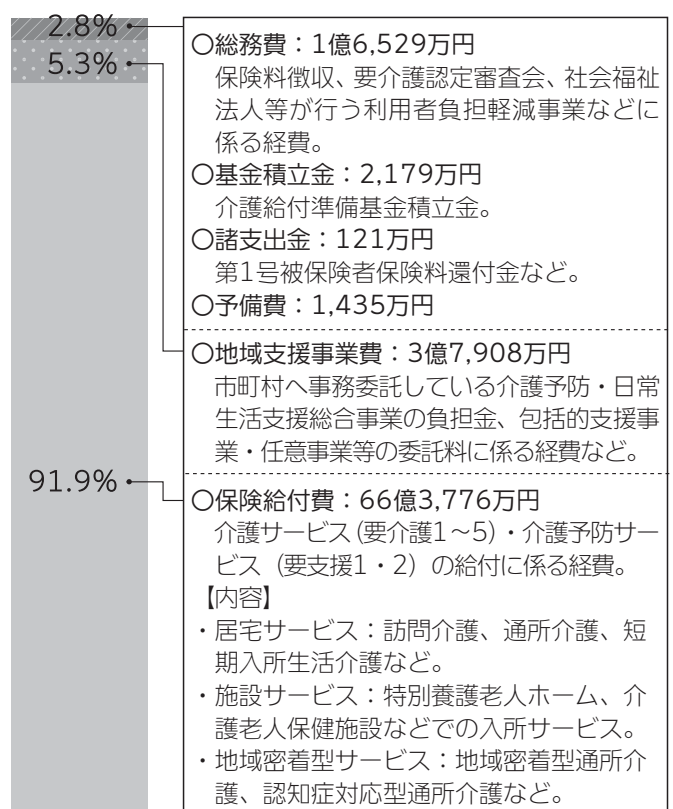 2.8%
5.3%
91.9%
○総務費：1億6,529万円
保険料徴収、要介護認定審査会、社会福祉
法人等が行う利用者負担軽減事業などに
係る経費。
○基金積立金：2,179万円
介護給付準備基金積立金。
○諸支出金：121万円
第1号被保険者保険料還付金など。
○予備費：1,435万円
○地域支援事業費：3億7,908万円
市町村へ事務委託している介護予防・日常
生活支援総合事業の負担金、包括的支援事
業・任意事業等の委託料に係る経費など。
○保険給付費：66億3,776万円
介護サービス（要介護1～5）・介護予防サー
ビス（要支援1・2）の給付に係る経費。
【内容】
・居宅サービス：訪問介護、通所介護、短
期入所生活介護など。
・施設サービス：特別養護老人ホーム、介
護老人保健施設などでの入所サービス。
・地域密着型サービス：地域密着型通所介
護、認知症対応型通所介護など。